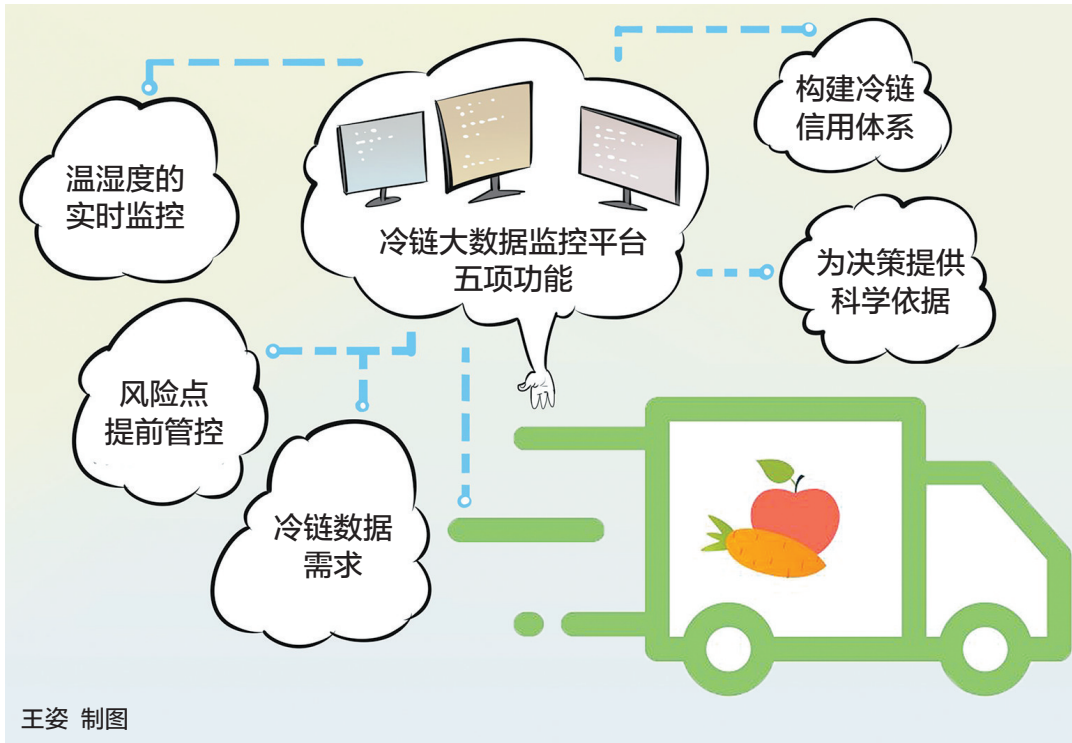 冷链大数据监控平台
五项功能
温湿度的
实时监控
风险点
提前管控
冷链数据
需求
构建冷链
信用体系
为决策提供
科学依据
王姿 制图